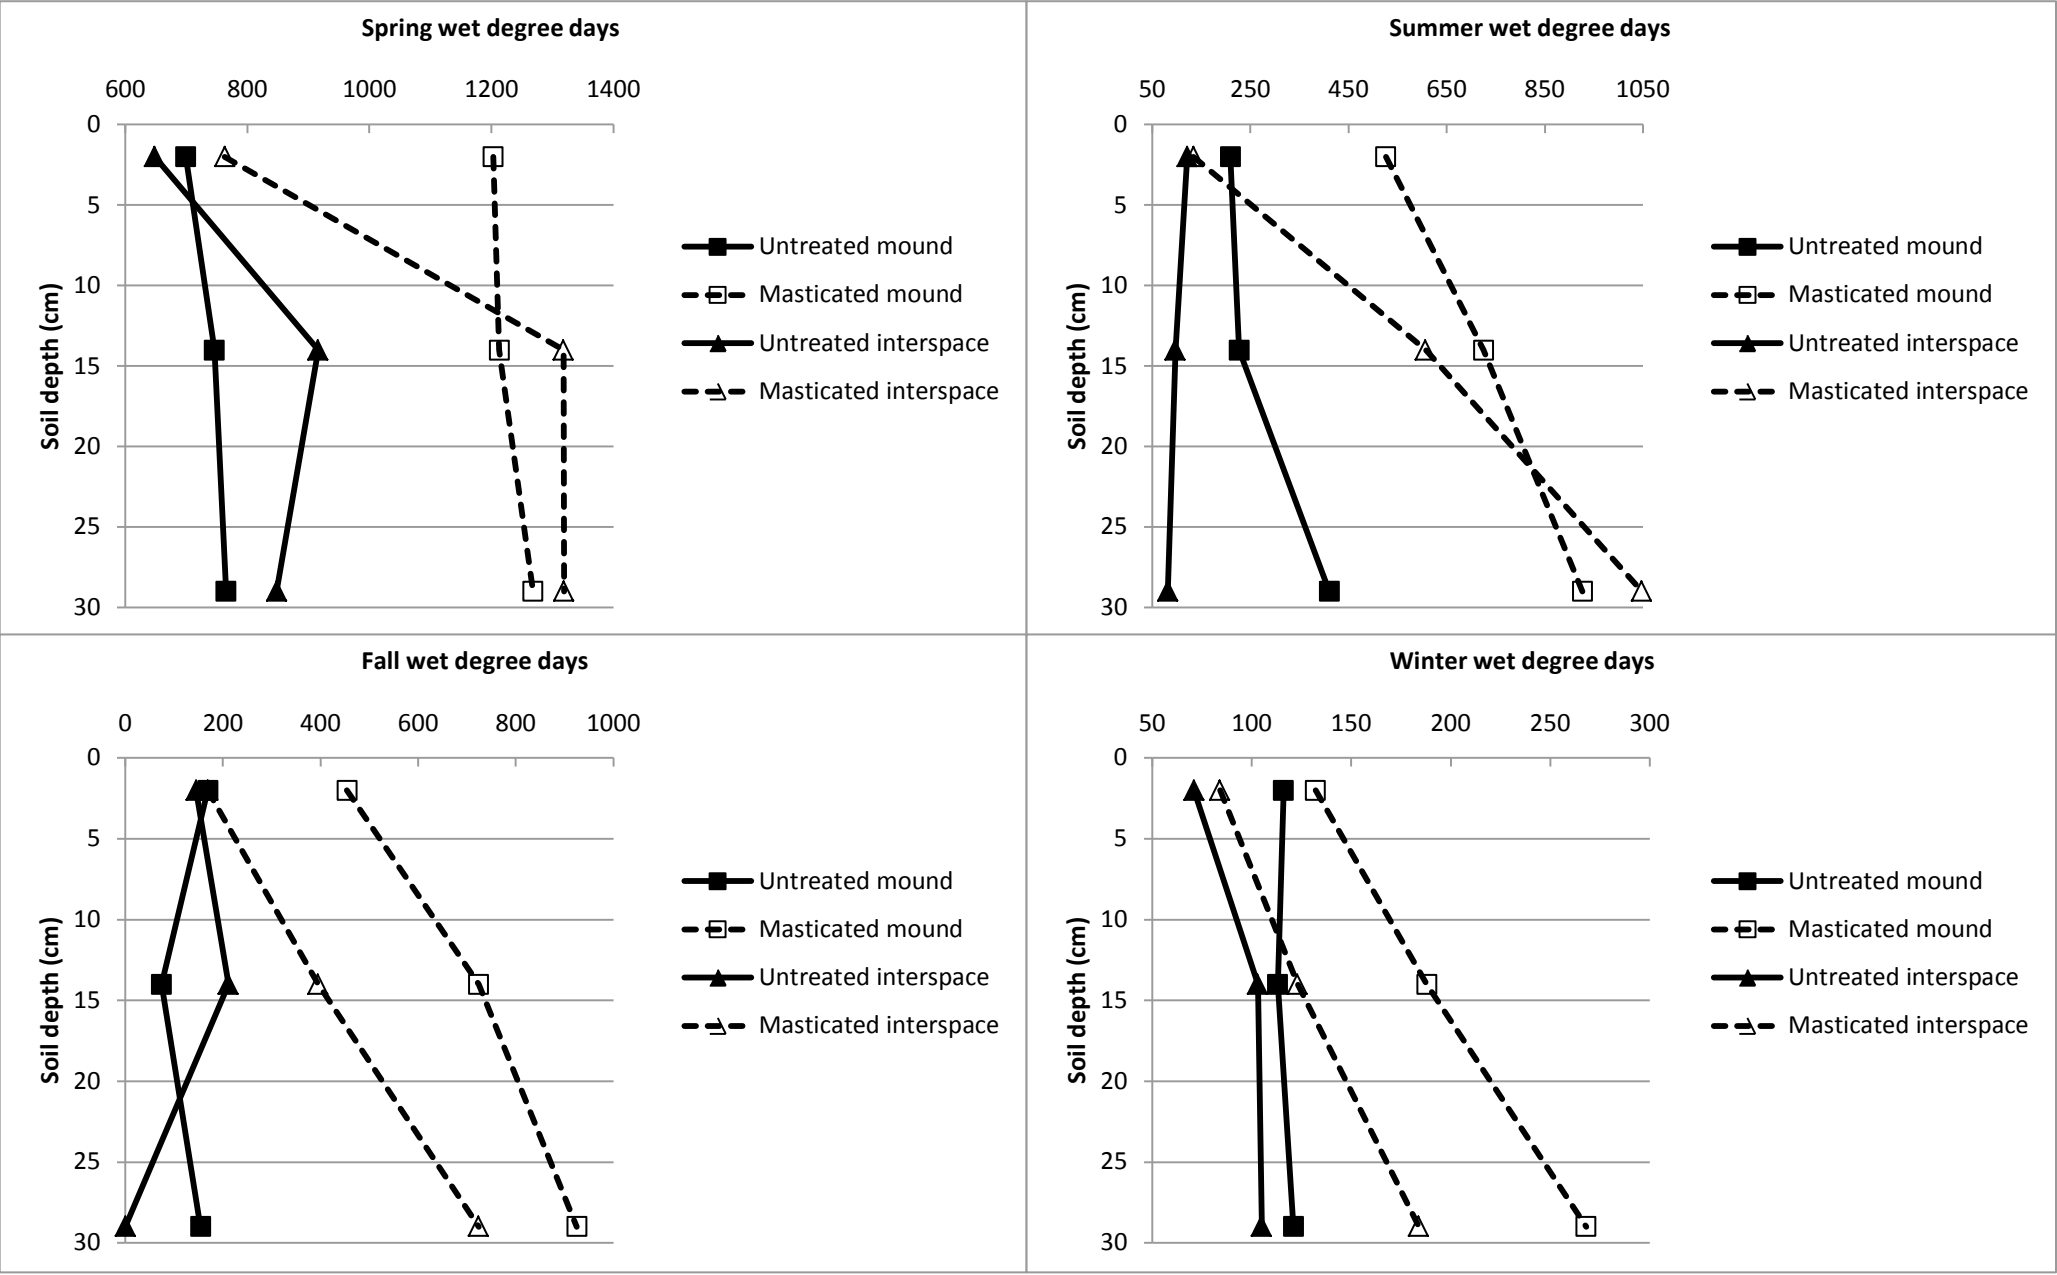 Spring wet degree days
600 800 1000 1200 1400
0
5
10
15
20
25
30
Soil depth (cm)
Untreated mound
Masticated mound
Untreated interspace
Masticated interspace
Summer wet degree days
50 250 450 650 850 1050
0
5
10
15
20
25
30
Soil depth (cm)
Untreated mound
Masticated mound
Untreated interspace
Masticated interspace
Fall wet degree days
0 200 400 600 800 1000
0
5
10
15
20
25
30
Soil depth (cm)
Untreated mound
Masticated mound
Untreated interspace
Masticated interspace
Winter wet degree days
50 100 150 200 250 300
0
5
10
15
20
25
30
Soil depth (cm)
Untreated mound
Masticated mound
Untreated interspace
Masticated interspace